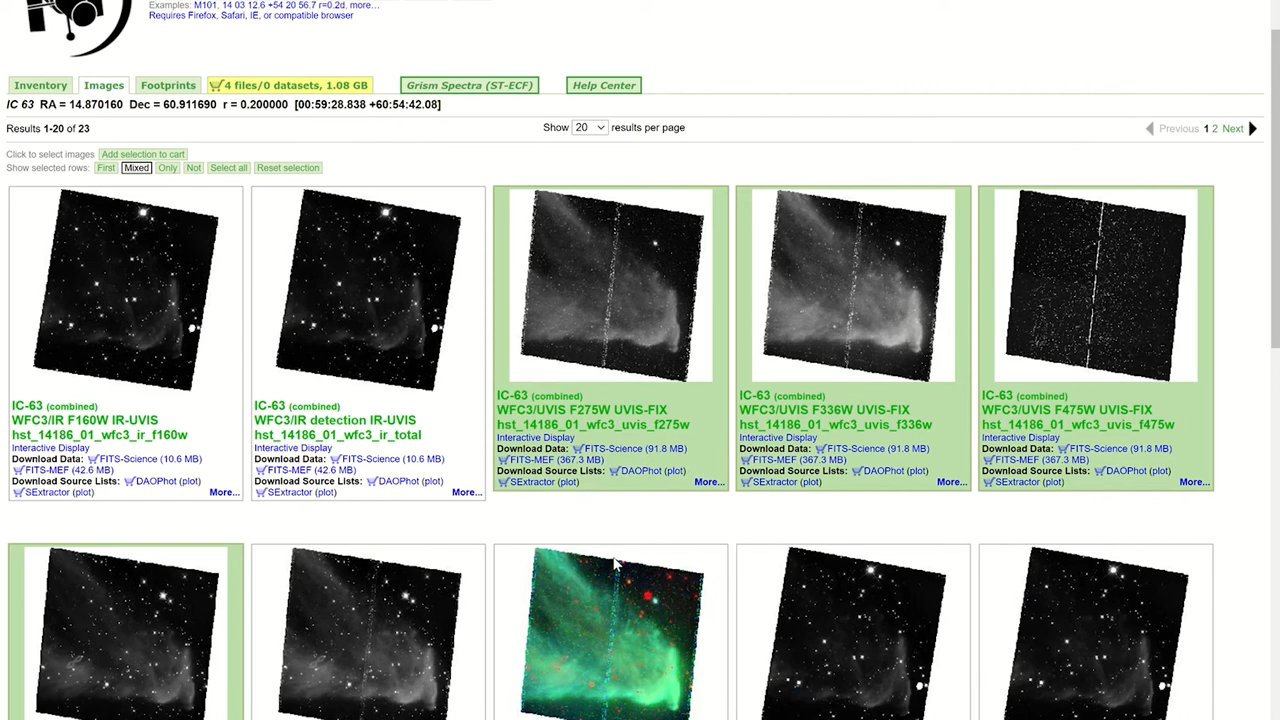 Examples: M101, 14 03 12.6 +54 20 56.7 r=0.2d, more...
Requires Firefox, Safari, IE, or compatible browser
Inventory Images Footprints 4 files/0 datasets, 1.08 GB Grism Spectra (ST-ECF) Help Center
IC 63 RA = 14.870160 Dec = 60.911690 r = 0.200000 [00:59:28.838 +60:54:42.08]
Results 1-20 of 23 Show 20 results per page Previous 1 2 Next
Click to select images Add selection to cart
Show selected rows: First Mixed Only Not Select all Reset selection
IC-63 (combined)
WFC3/IR F160W IR-UVIS
hst_14186_01_wfc3_ir_f160w
Interactive Display
Download Data: FITS-Science (10.6 MB)
FITS-MEF (42.6 MB)
Download Source Lists: DAOPhot (plot)
SExtractor (plot) More...
IC-63 (combined)
WFC3/IR detection IR-UVIS
hst_14186_01_wfc3_ir_total
Interactive Display
Download Data: FITS-Science (10.6 MB)
FITS-MEF (42.6 MB)
Download Source Lists: DAOPhot (plot)
SExtractor (plot) More...
IC-63 (combined)
WFC3/UVIS F275W UVIS-FIX
hst_14186_01_wfc3_uvis_f275w
Interactive Display
Download Data: FITS-Science (91.8 MB)
FITS-MEF (367.3 MB)
Download Source Lists: DAOPhot (plot)
SExtractor (plot) More...
IC-63 (combined)
WFC3/UVIS F336W UVIS-FIX
hst_14186_01_wfc3_uvis_f336w
Interactive Display
Download Data: FITS-Science (91.8 MB)
FITS-MEF (367.3 MB)
Download Source Lists: DAOPhot (plot)
SExtractor (plot) More...
IC-63 (combined)
WFC3/UVIS F475W UVIS-FIX
hst_14186_01_wfc3_uvis_f475w
Interactive Display
Download Data: FITS-Science (91.8 MB)
FITS-MEF (367.3 MB)
Download Source Lists: DAOPhot (plot)
SExtractor (plot) More...